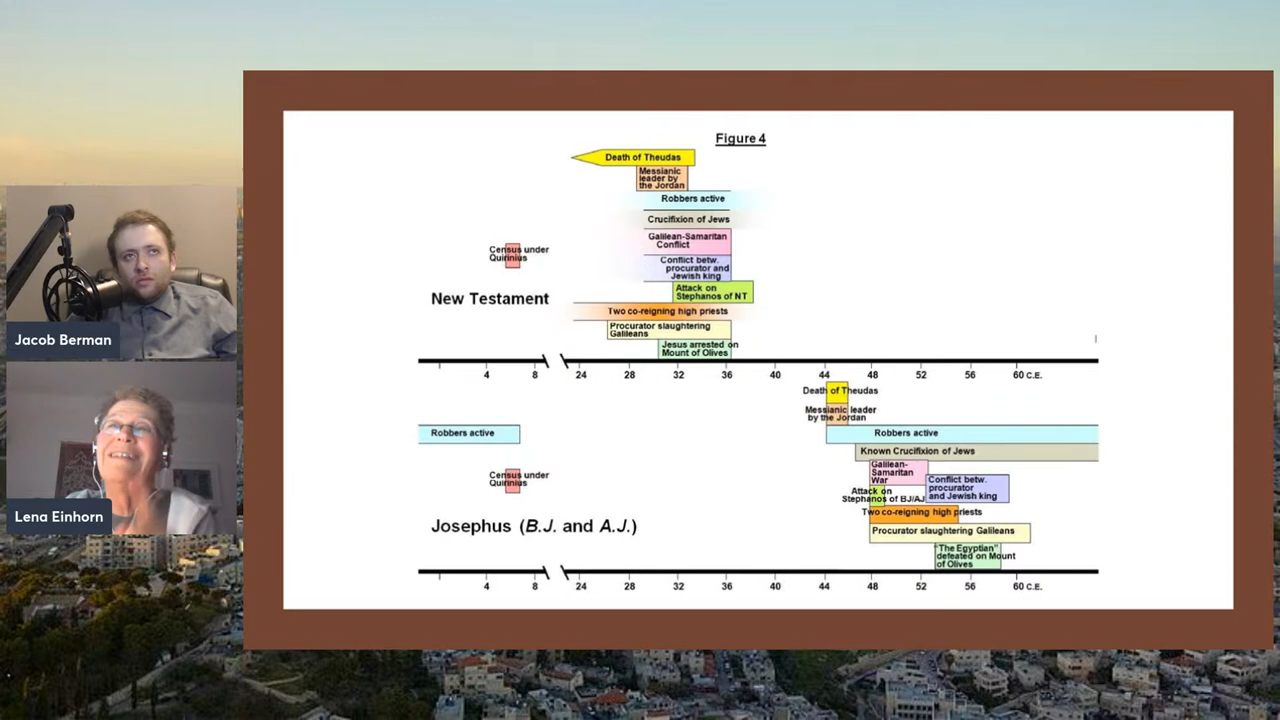 Figure 4
Death of Theudas
Messianic
leader by
the Jordan
Robbers active
Crucifixion of Jews
Galilean-Samaritan
Conflict
Census under
Quirinius
Conflict betw.
procurator and
Jewish king
Attack on
Stephanos of NT
New Testament
Two co-reigning high priests
Procurator slaughtering
Galileans
Jesus arrested on
Mount of Olives
4 8 24 28 32 36 40 44 48 52 56 60 C.E.
Death of Theudas
Messianic leader
by the Jordan
Robbers active
Robbers active
Known Crucifixion of Jews
Galilean-
Samaritan
War
Census under
Quirinius
Conflict betw.
procurator
and Jewish king
Attack on
Stephanos of BJ/AJ
Two co-reigning high priests
Josephus (B.J. and A.J.)
Procurator slaughtering Galileans
"The Egyptian"
defeated on Mount
of Olives
4 8 24 28 32 36 40 44 48 52 56 60 C.E.
Jacob Berman
Lena Einhorn